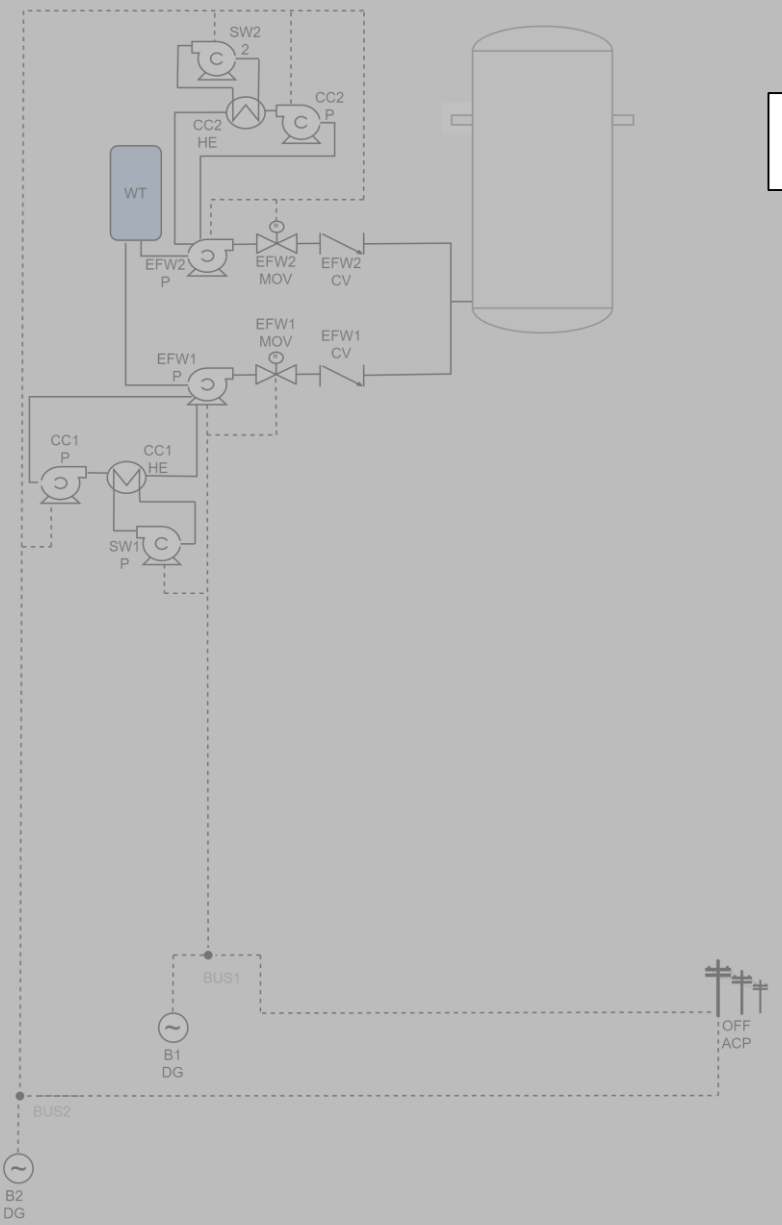 SW2
2
CC2
P
CC2
HE
WT
EFW2
P
EFW2
MOV
EFW2
CV
EFW1
MOV
EFW1
CV
EFW1
P
CC1
P
CC1
HE
SW1
P
BUS1
B1
DG
OFF
ACP
BUS2
B2
DG